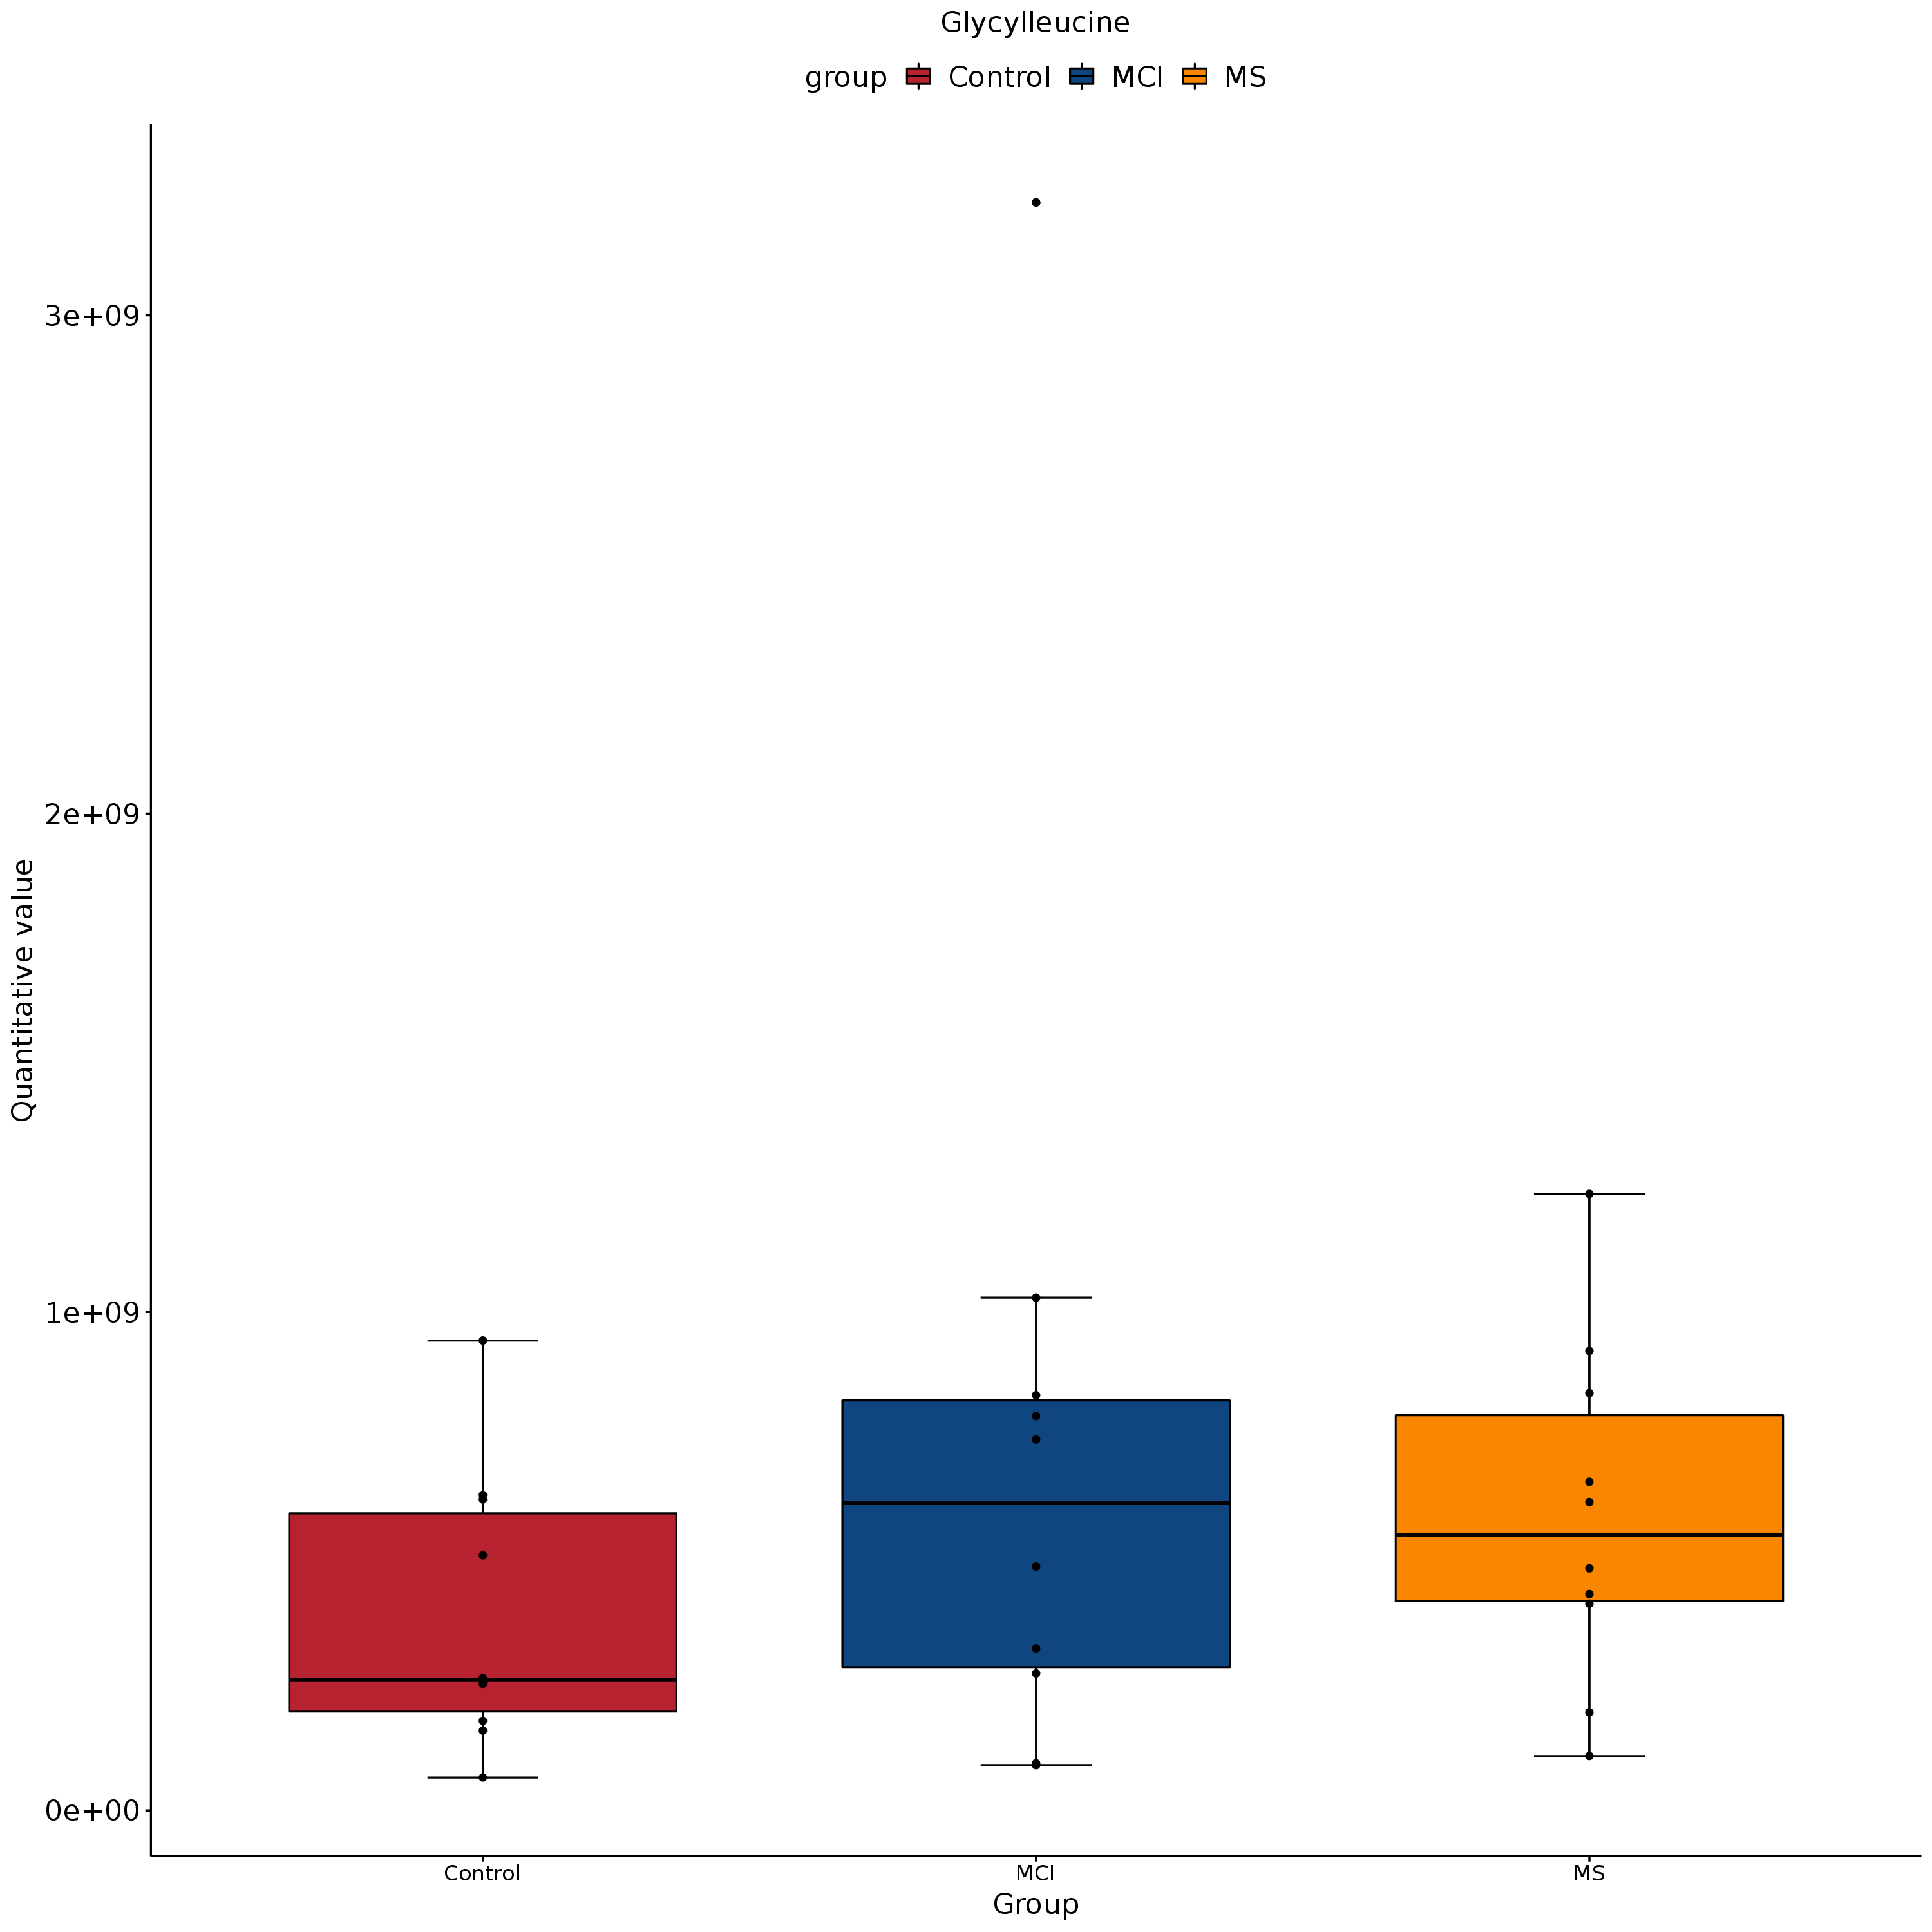 Glycylleucine
group Control MCI MS
Quantitative value
3e+09
2e+09
1e+09
0e+00
Control MCI MS
Group